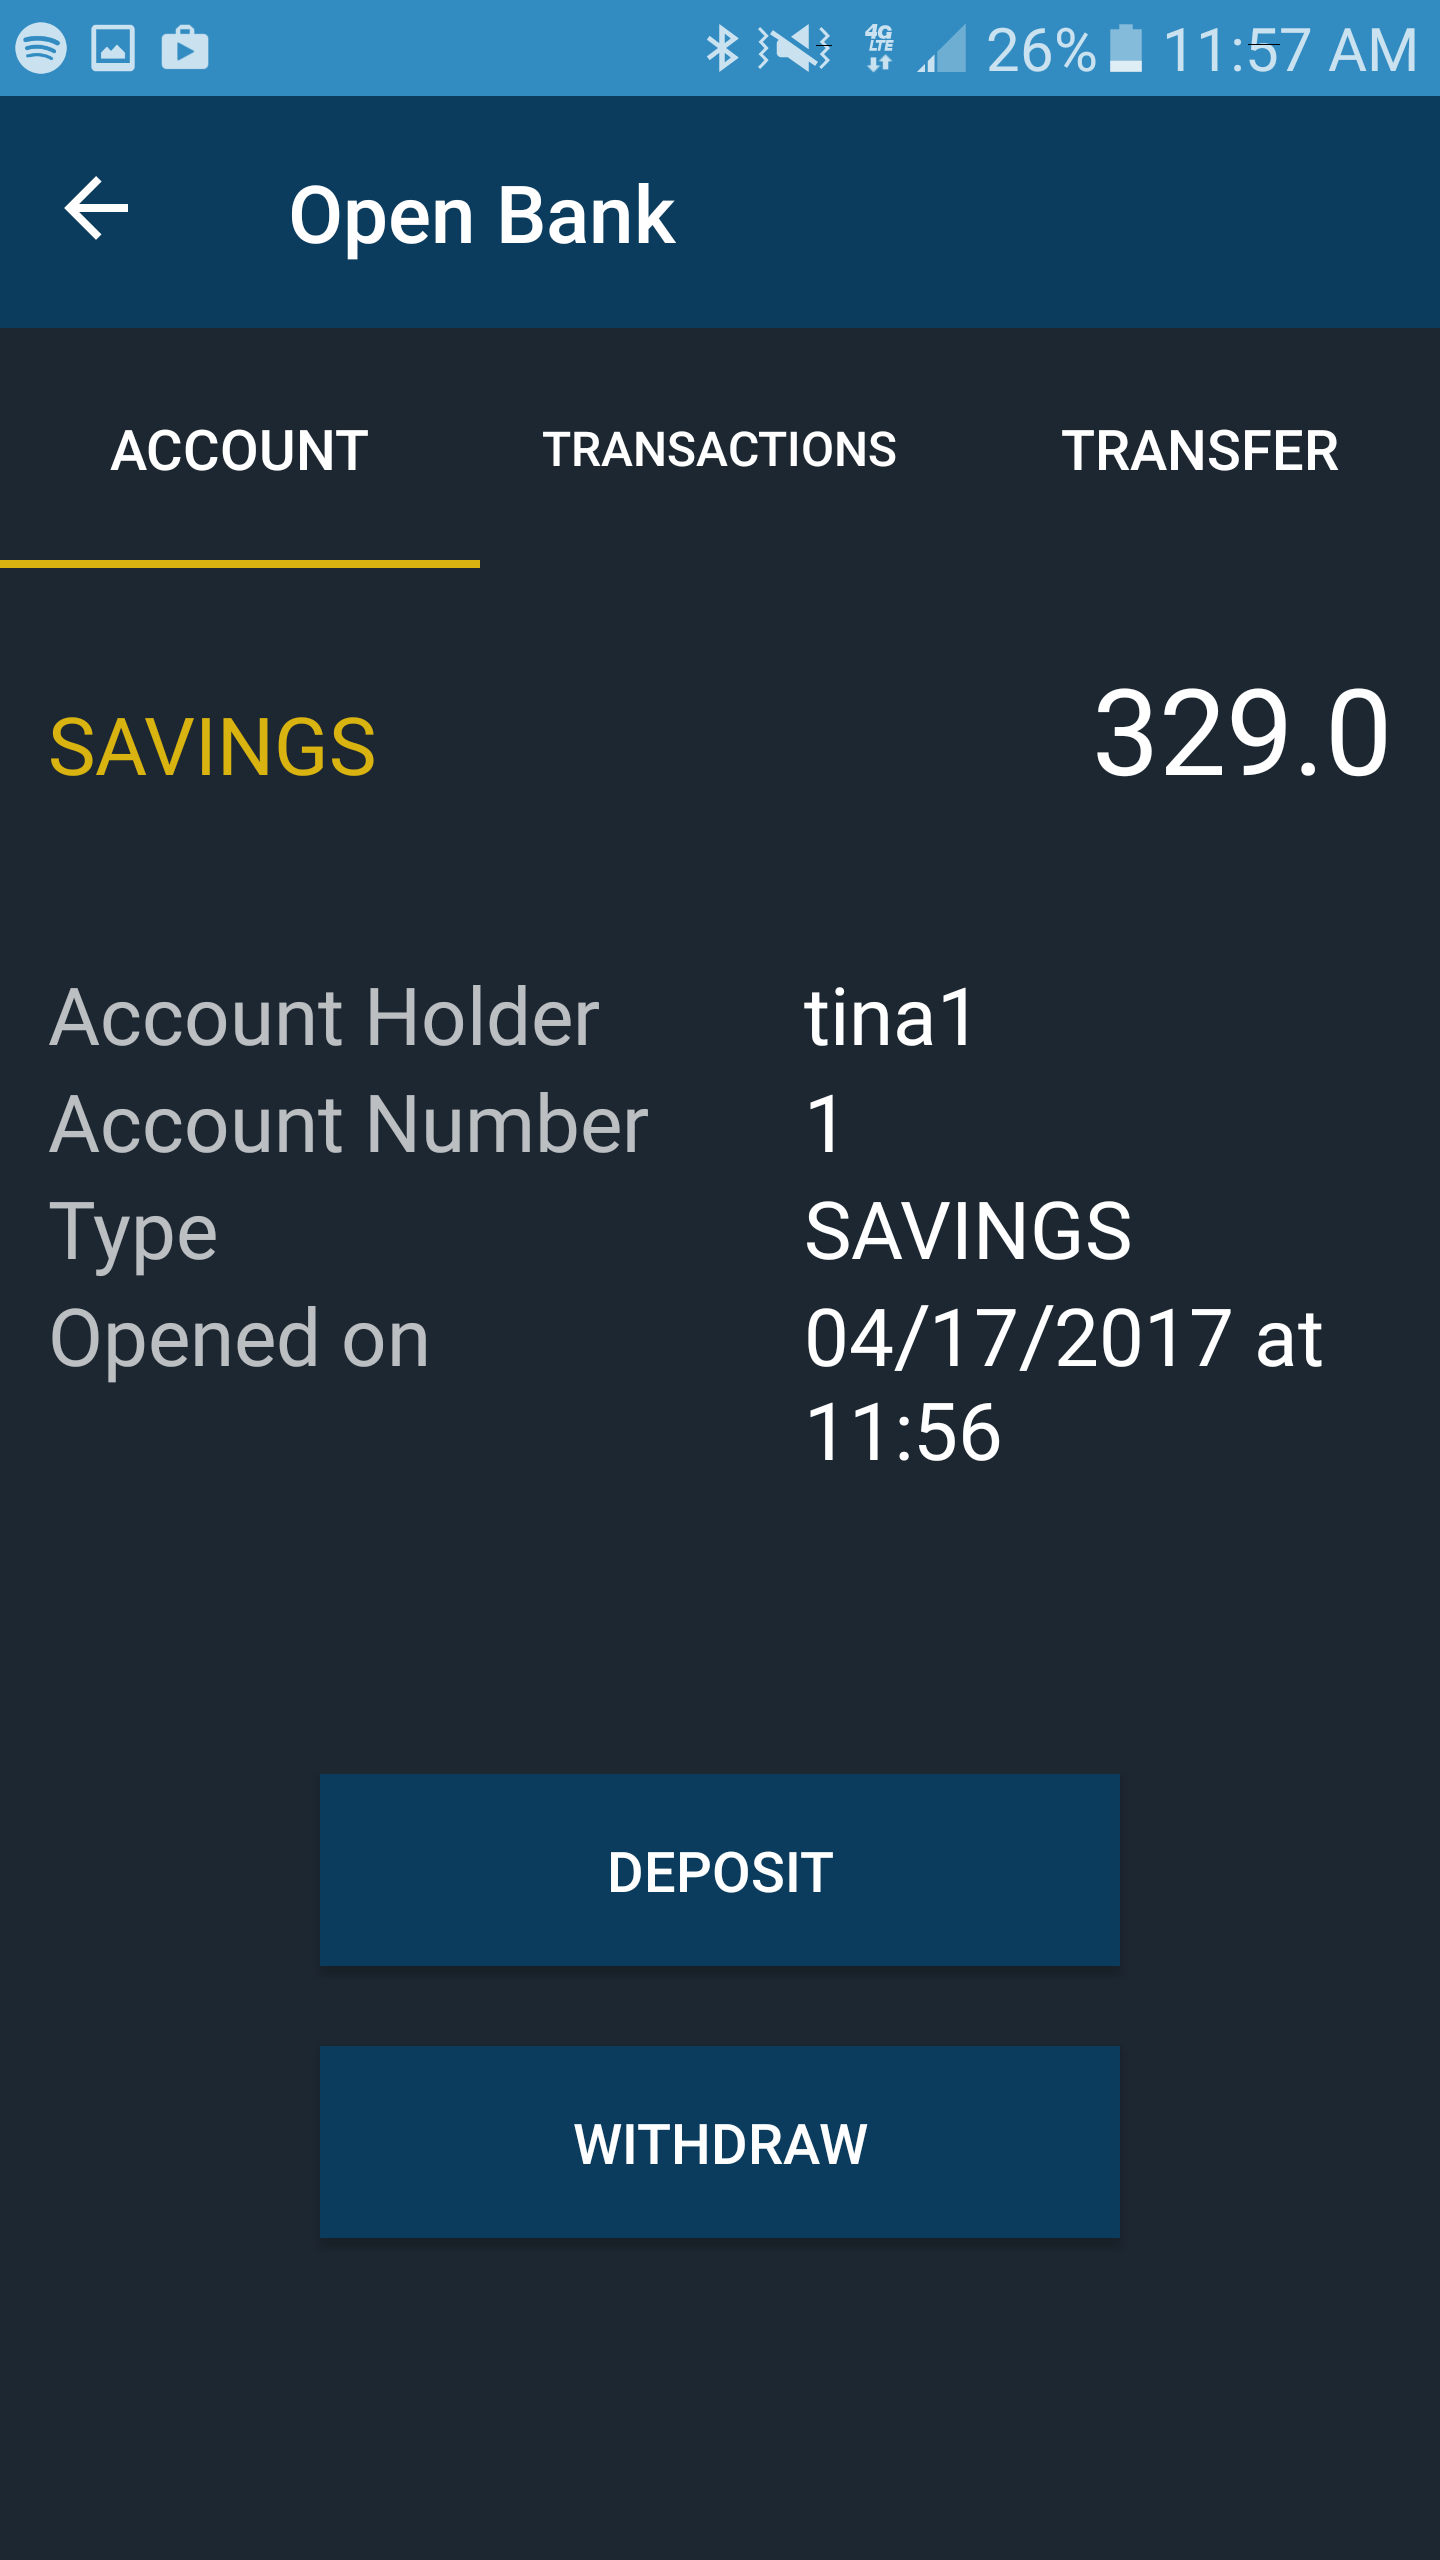 4G LTE 26% 11:57 AM
Open Bank
ACCOUNT TRANSACTIONS TRANSFER
SAVINGS 329.0
Account Holder tina1
Account Number 1
Type SAVINGS
Opened on 04/17/2017 at
11:56
DEPOSIT
WITHDRAW